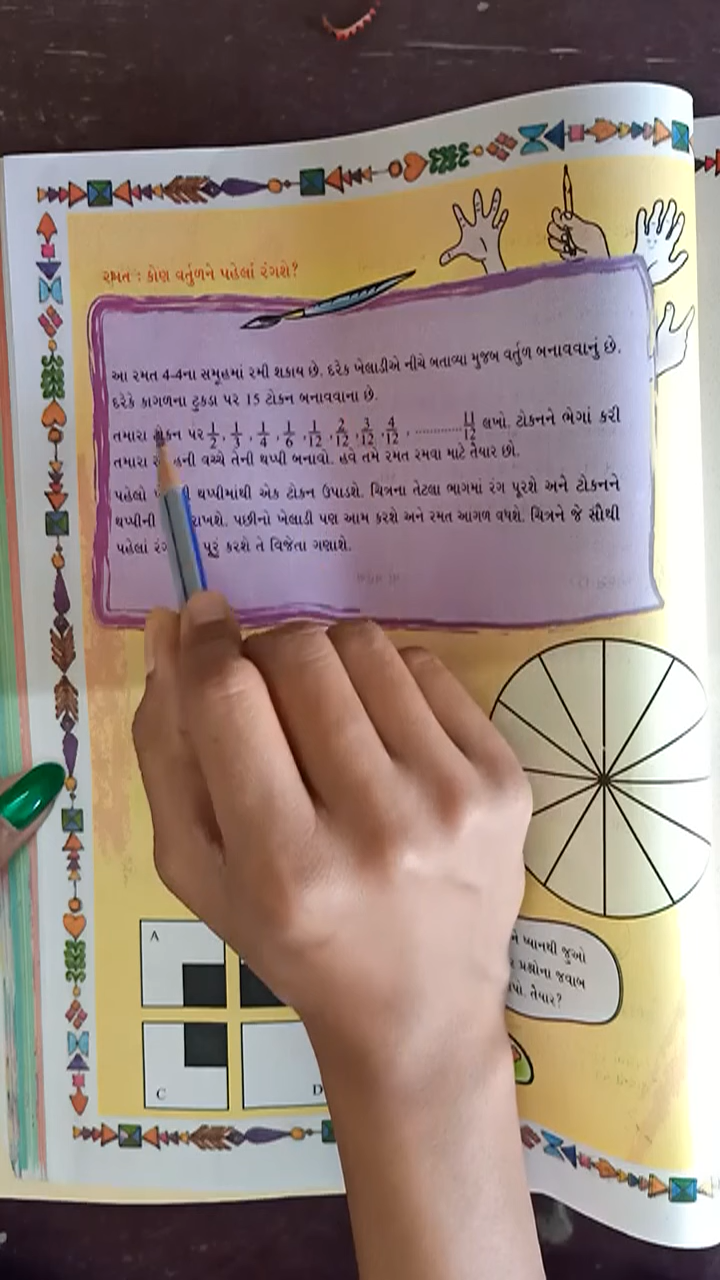 રમત : કોણ વર્તુળને પહેલાં રંગશે?
આ રમત 4-4ના સમૂહમાં રમી શકાય છે. દરેક ખેલાડીએ નીચે બતાવ્યા મુજબ વર્તુળ બનાવવાનું છે.
દરેકે કાગળના ટુકડા પર 15 ટોકન બનાવવાના છે.
તમારા ટોકન પર 1/2, 1/3, 1/4, 1/6, 1/12, 2/12, 3/12, 4/12, ............ 11/12 લખો. ટોકનને ભેગાં કરી
તમારા વચ્ચે તેની થપ્પી બનાવો. હવે તમે રમત રમવા માટે તૈયાર છો.
પહેલો થપ્પીમાંથી એક ટોકન ઉપાડશે. ચિત્રના તેટલા ભાગમાં રંગ પૂરશે અને ટોકનને
થપ્પીની રાખશે. પછીનો ખેલાડી પણ આમ કરશે અને રમત આગળ વધશે. ચિત્રને જે સૌથી
પહેલાં પૂરું કરશે તે વિજેતા ગણાશે.
A
C
D
ધ્યાનથી જુઓ
પ્રશ્નોના જવાબ
તૈયાર?